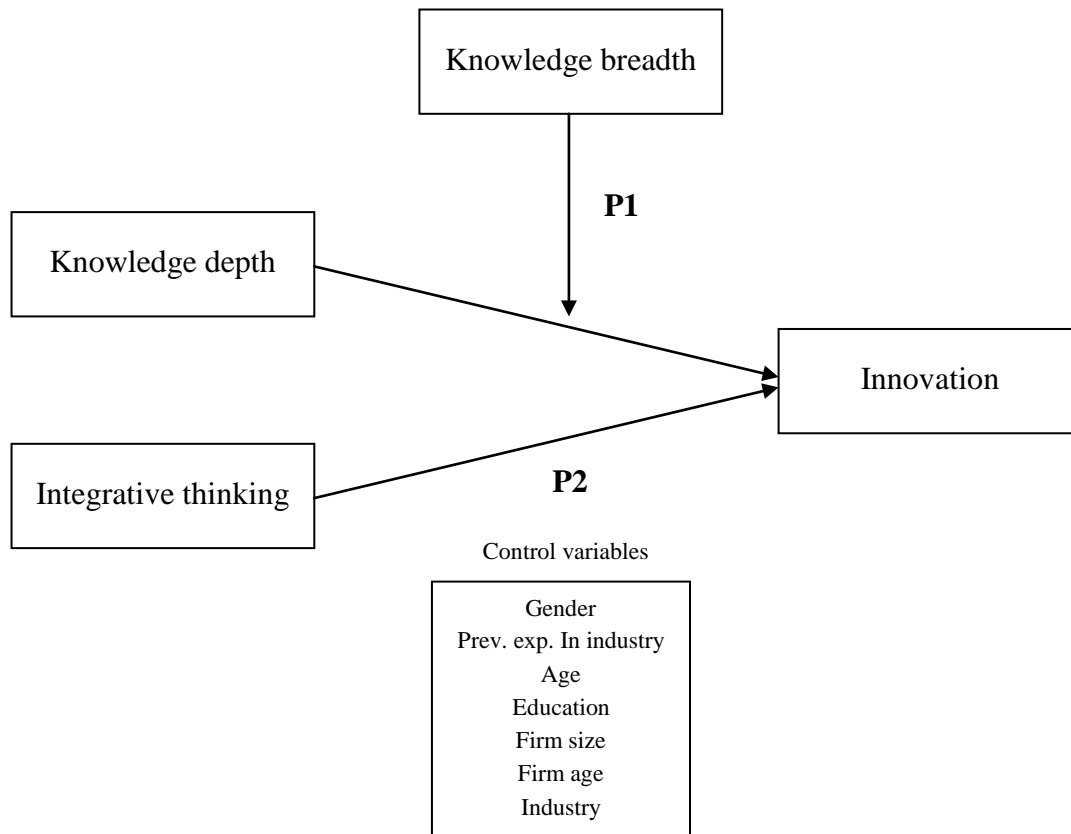 Knowledge breadth
P1
Knowledge depth
Innovation
Integrative thinking
P2
Control variables
Gender
Prev. exp. In industry
Age
Education
Firm size
Firm age
Industry